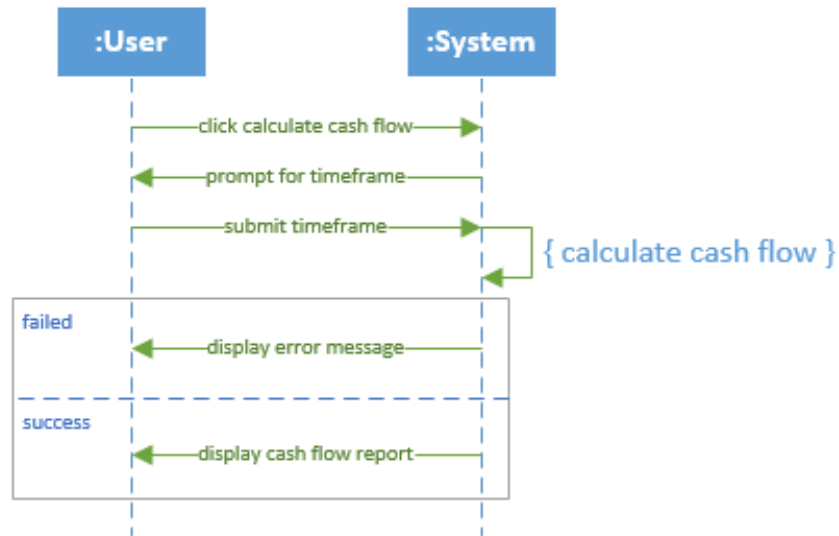 :User
:System
click calculate cash flow
prompt for timeframe
submit timeframe
{ calculate cash flow }
failed
display error message
success
display cash flow report